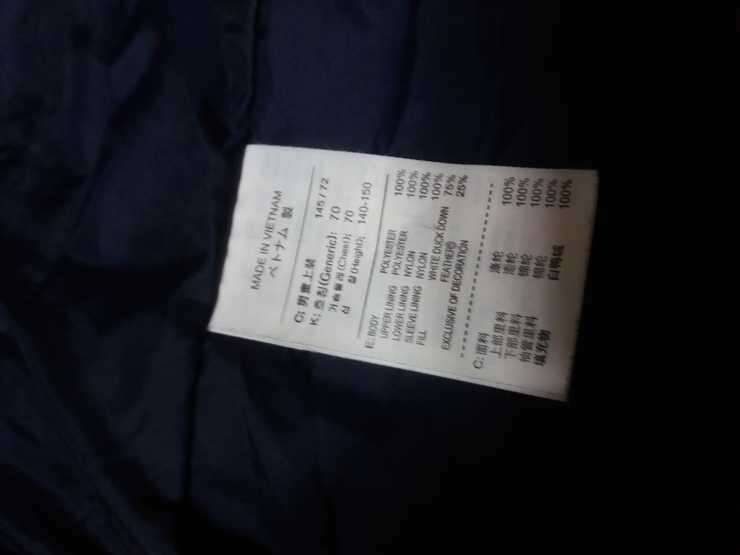 MADE IN VIETNAM
ベトナム 製
C: 男童上装 145 / 72
K: 호칭(Generic): 70
가슴둘레(Chest): 70
신 장(Height): 140-150
E: BODY POLYESTER 100%
UPPER LINING POLYESTER 100%
LOWER LINING NYLON 100%
SLEEVE LINING NYLON 100%
FILL WHITE DUCK DOWN 75%
FEATHERS 25%
EXCLUSIVE OF DECORATION
C: 面料 涤纶 100%
上部里料 涤纶 100%
下部里料 锦纶 100%
袖管里料 锦纶 100%
填充物 白鸭绒 100%